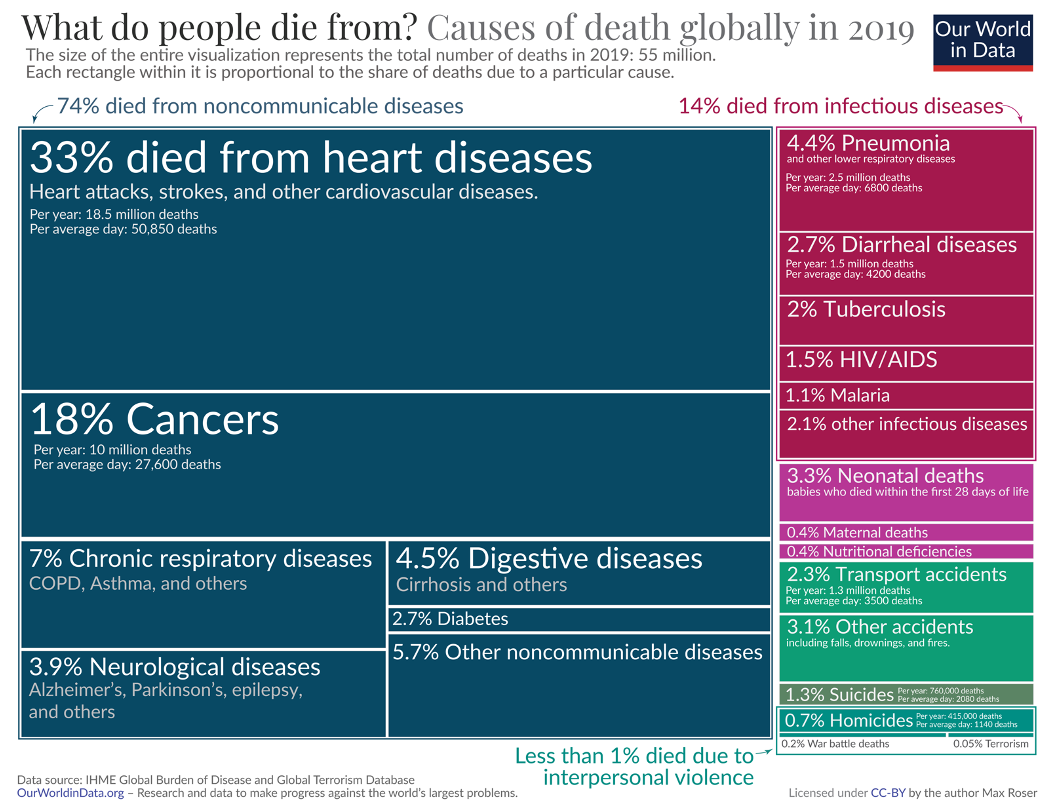 What do people die from? Causes of death globally in 2019
Our World
in Data
The size of the entire visualization represents the total number of deaths in 2019: 55 million.
Each rectangle within it is proportional to the share of deaths due to a particular cause.
74% died from noncommunicable diseases
14% died from infectious diseases
33% died from heart diseases
Heart attacks, strokes, and other cardiovascular diseases.
Per year: 18.5 million deaths
Per average day: 50,850 deaths
18% Cancers
Per year: 10 million deaths
Per average day: 27,600 deaths
7% Chronic respiratory diseases
COPD, Asthma, and others
3.9% Neurological diseases
Alzheimer's, Parkinson's, epilepsy,
and others
4.5% Digestive diseases
Cirrhosis and others
2.7% Diabetes
5.7% Other noncommunicable diseases
4.4% Pneumonia
and other lower respiratory diseases
Per year: 2.5 million deaths
Per average day: 6800 deaths
2.7% Diarrheal diseases
Per year: 1.5 million deaths
Per average day: 4200 deaths
2% Tuberculosis
1.5% HIV/AIDS
1.1% Malaria
2.1% other infectious diseases
3.3% Neonatal deaths
babies who died within the first 28 days of life
0.4% Maternal deaths
0.4% Nutritional deficiencies
2.3% Transport accidents
Per year: 1.3 million deaths
Per average day: 3500 deaths
3.1% Other accidents
including falls, drownings, and fires.
1.3% Suicides
Per year: 760,000 deaths
Per average day: 2080 deaths
0.7% Homicides
Per year: 415,000 deaths
Per average day: 1140 deaths
0.2% War battle deaths
0.05% Terrorism
Less than 1% died due to
interpersonal violence
Data source: IHME Global Burden of Disease and Global Terrorism Database
OurWorldinData.org – Research and data to make progress against the world's largest problems.
Licensed under CC-BY by the author Max Roser